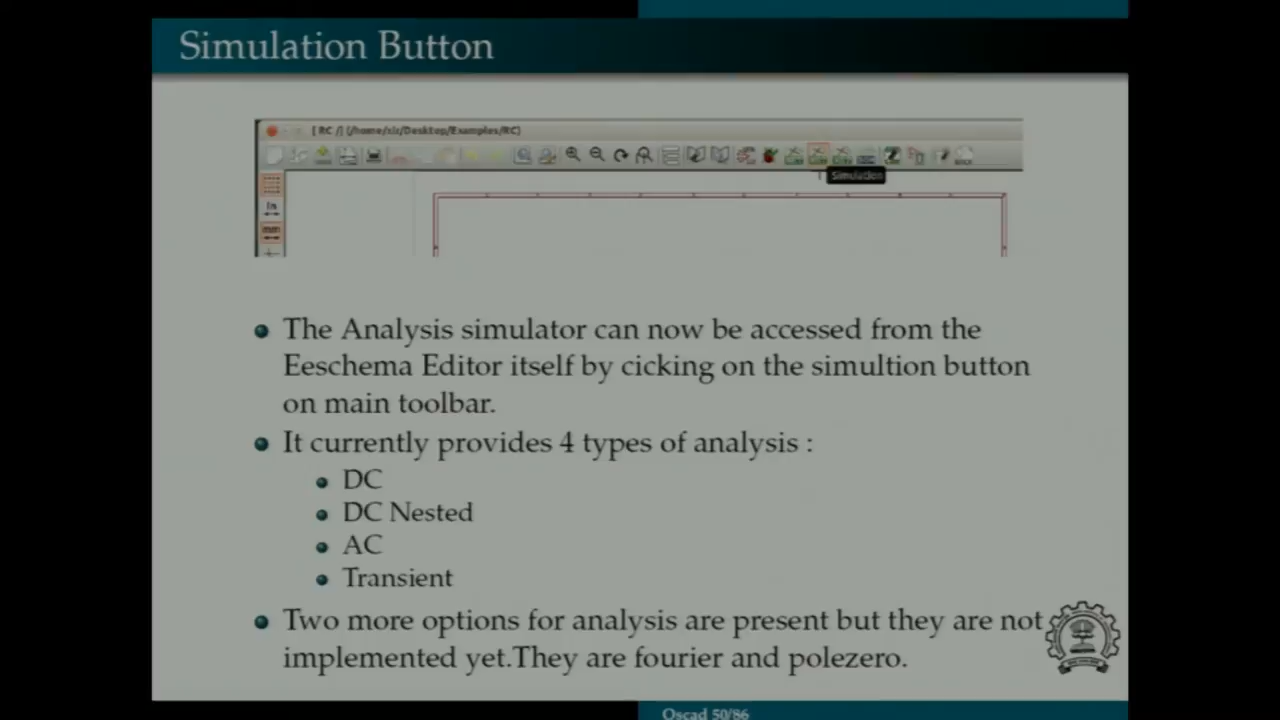 Simulation Button
[ RC /] (/home/xiz/Desktop/Examples/RC)
Simulation
In
mm
The Analysis simulator can now be accessed from the
Eeschema Editor itself by cicking on the simultion button
on main toolbar.
It currently provides 4 types of analysis :
DC
DC Nested
AC
Transient
Two more options for analysis are present but they are not
implemented yet.They are fourier and polezero.
Oscad 50/86